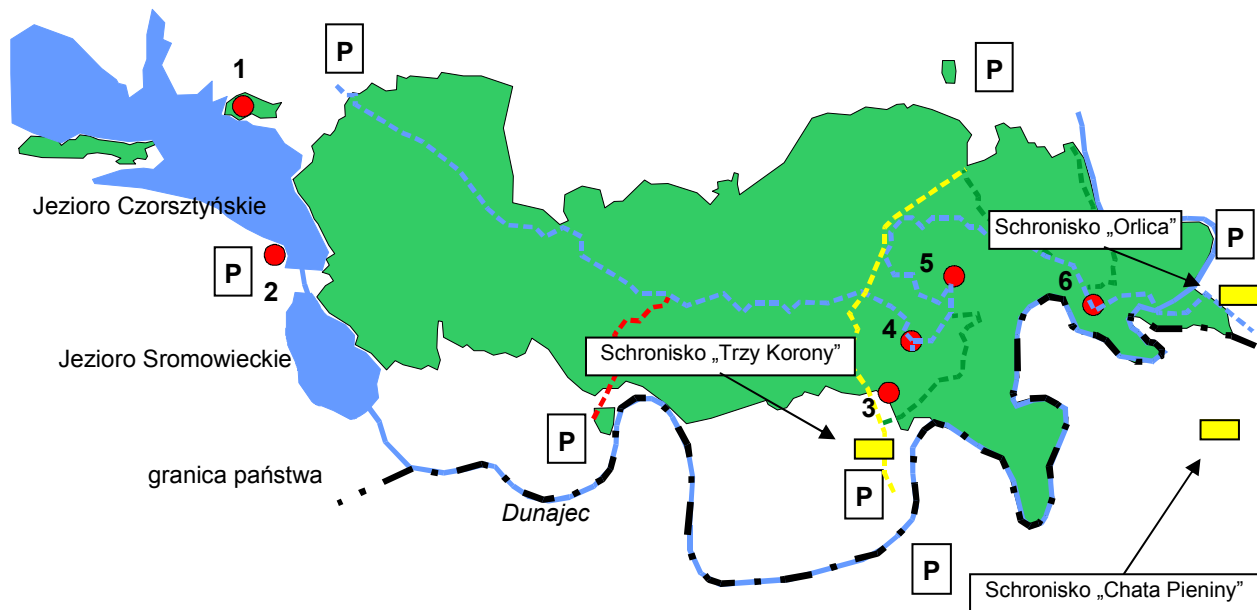 P
P
1
P
Jezioro Czorsztyńskie
Schronisko „Orlica”
P
P
2
5
6
4
Jezioro Sromowieckie
Schronisko „Trzy Korony”
3
P
granica państwa
P
Dunajec
P
Schronisko „Chata Pieniny”